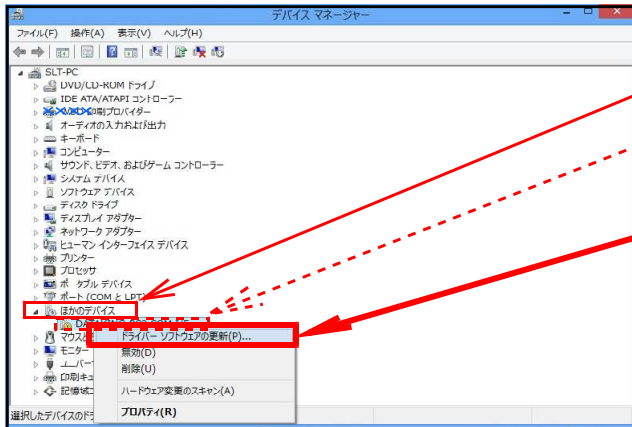 デバイス マネージャー
ファイル(F) 操作(A) 表示(V) ヘルプ(H)
SLT-PC
DVD/CD-ROM ドライブ
IDE ATA/ATAPI コントローラー
印刷プロバイダー
オーディオの入力および出力
キーボード
コンピューター
サウンド、ビデオ、およびゲーム コントローラー
システム デバイス
ソフトウェア デバイス
ディスク ドライブ
ディスプレイ アダプター
ネットワーク アダプター
ヒューマン インターフェイス デバイス
プリンター
プロセッサ
ポ タブル デバイス
ポート (COM と LPT)
ほかのデバイス
マウスと
ドライバー ソフトウェアの更新(P)...
モニター
無効(D)
削除(U)
印刷キュ
記憶域コ
ハードウェア変更のスキャン(A)
選択したデバイスのドラ
プロパティ(R)